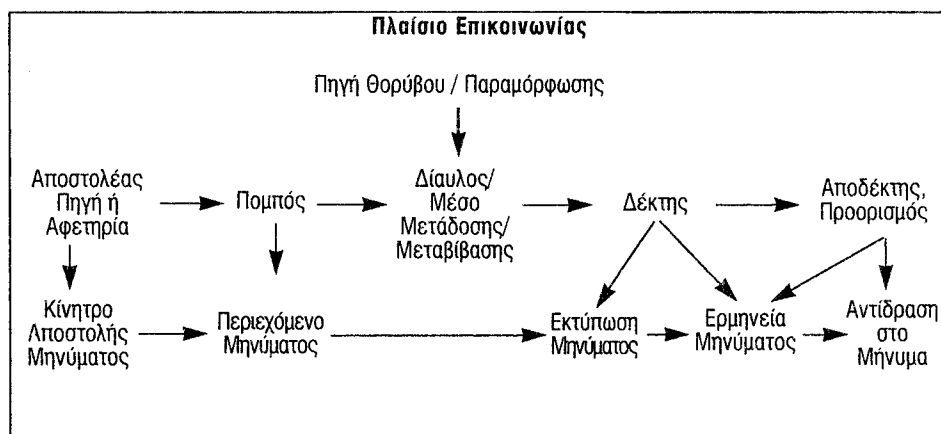 Πλαίσιο Επικοινωνίας
Πηγή Θορύβου / Παραμόρφωσης
Αποστολέας
Πηγή ή
Αφετηρία
Πομπός
Δίαυλος/
Μέσο
Μετάδοσης/
Μεταβίβασης
Δέκτης
Αποδέκτης,
Προορισμός
Κίνητρο
Αποστολής
Μηνύματος
Περιεχόμενο
Μηνύματος
Εκτύπωση
Μηνύματος
Ερμηνεία
Μηνύματος
Αντίδραση
στο
Μήνυμα